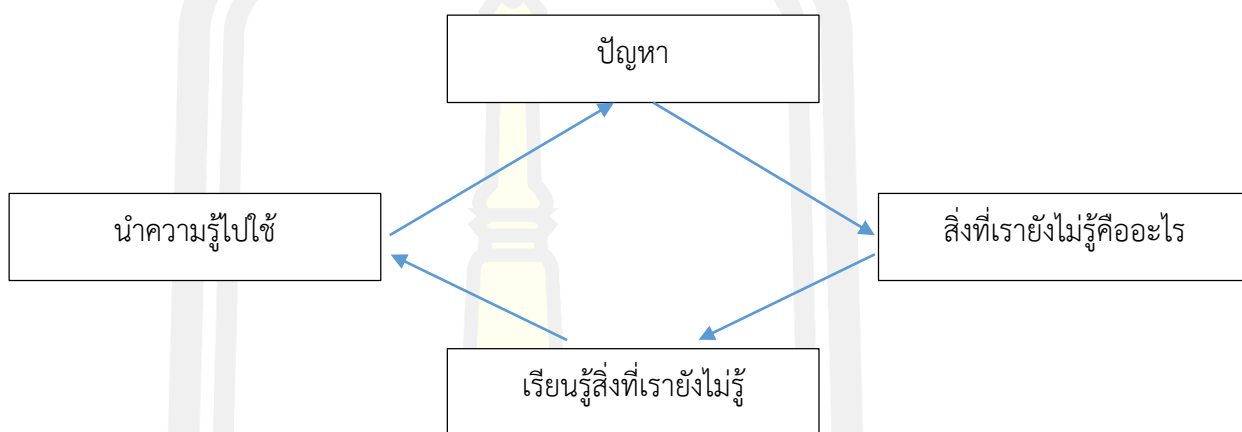 ปัญหา
นำความรู้ไปใช้
สิ่งที่เรายังไม่รู้คืออะไร
เรียนรู้สิ่งที่เรายังไม่รู้